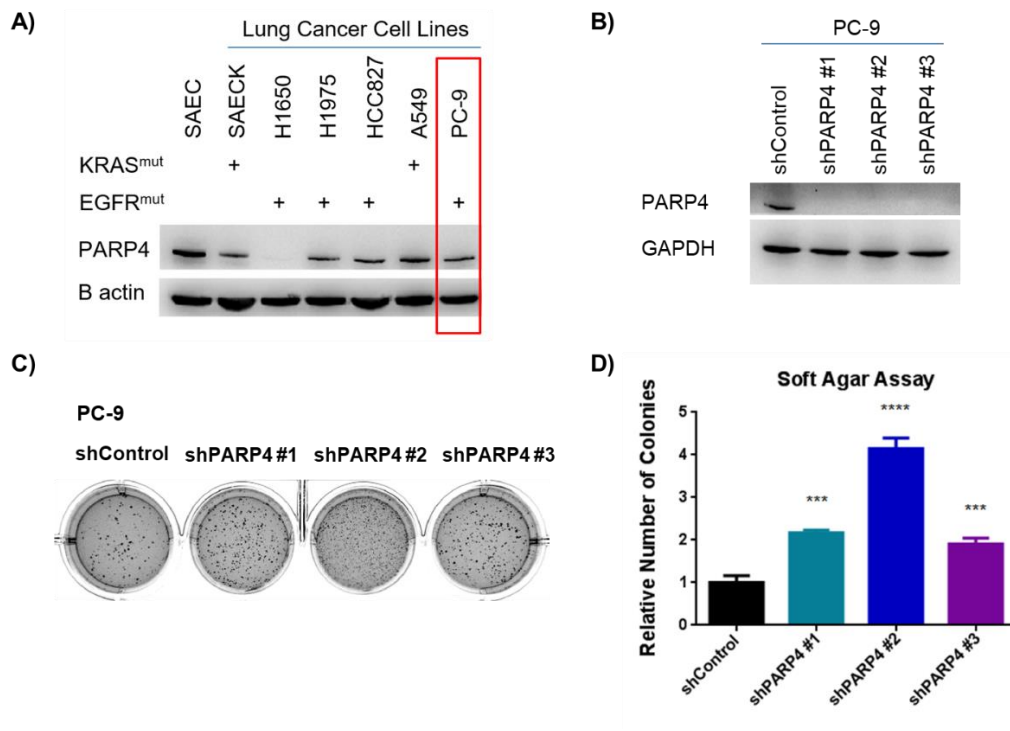 A)
Lung Cancer Cell Lines
SAEC
SAECK
H1650
H1975
HCC827
A549
PC-9
KRASmut + +
EGFRmut + + + +
PARP4
B actin
B)
PC-9
shControl
shPARP4 #1
shPARP4 #2
shPARP4 #3
PARP4
GAPDH
C)
PC-9
shControl shPARP4 #1 shPARP4 #2 shPARP4 #3
D)
Soft Agar Assay
Relative Number of Colonies
5
4
3
2
1
0
***
****
***
shControl
shPARP4 #1
shPARP4 #2
shPARP4 #3